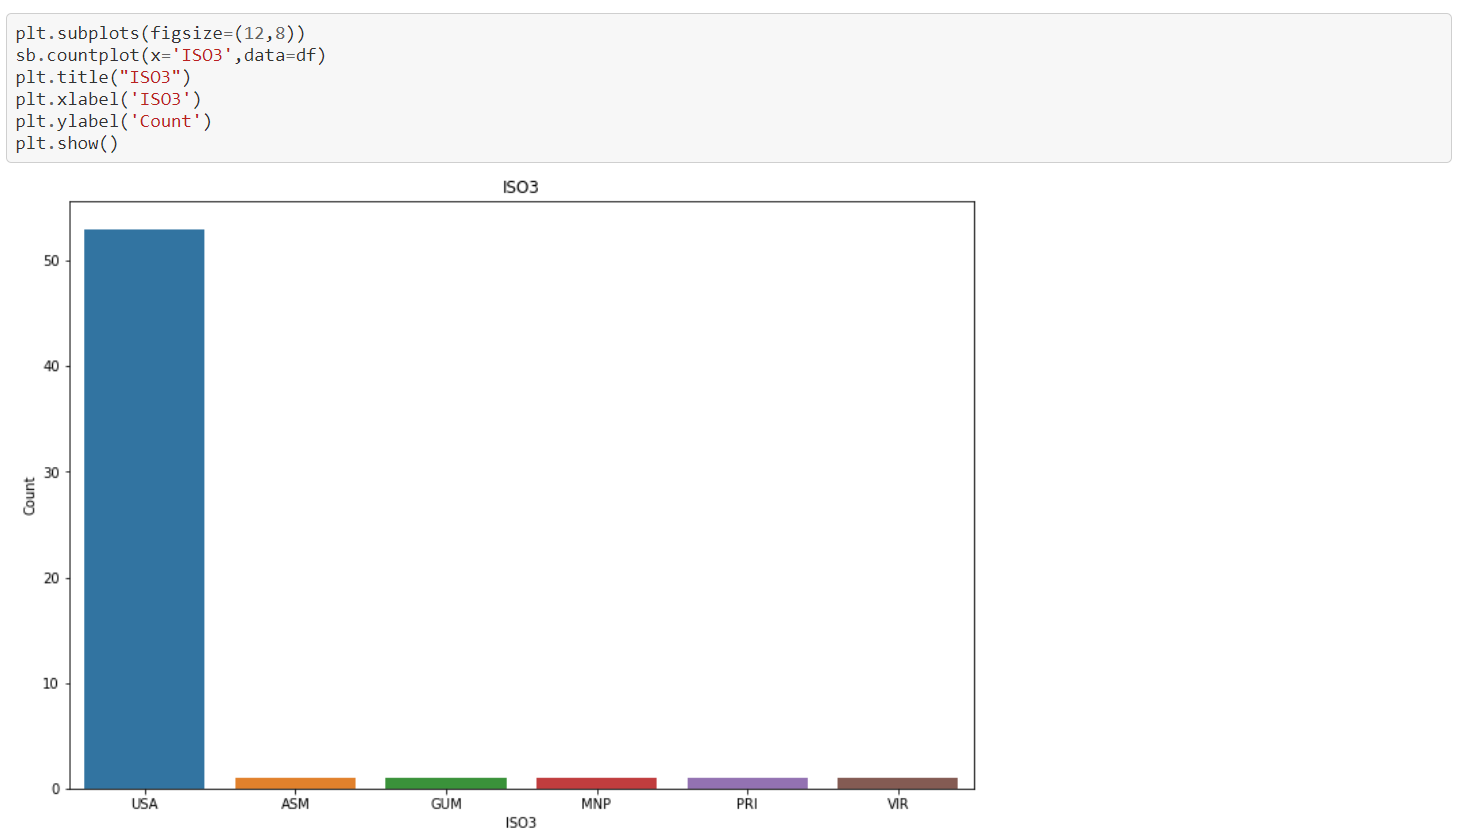 plt.subplots(figsize=(12,8))
sb.countplot(x='ISO3',data=df)
plt.title("ISO3")
plt.xlabel('ISO3')
plt.ylabel('Count')
plt.show()
ISO3
50
40
30
20
10
0
Count
USA ASM GUM MNP PRI VIR
ISO3